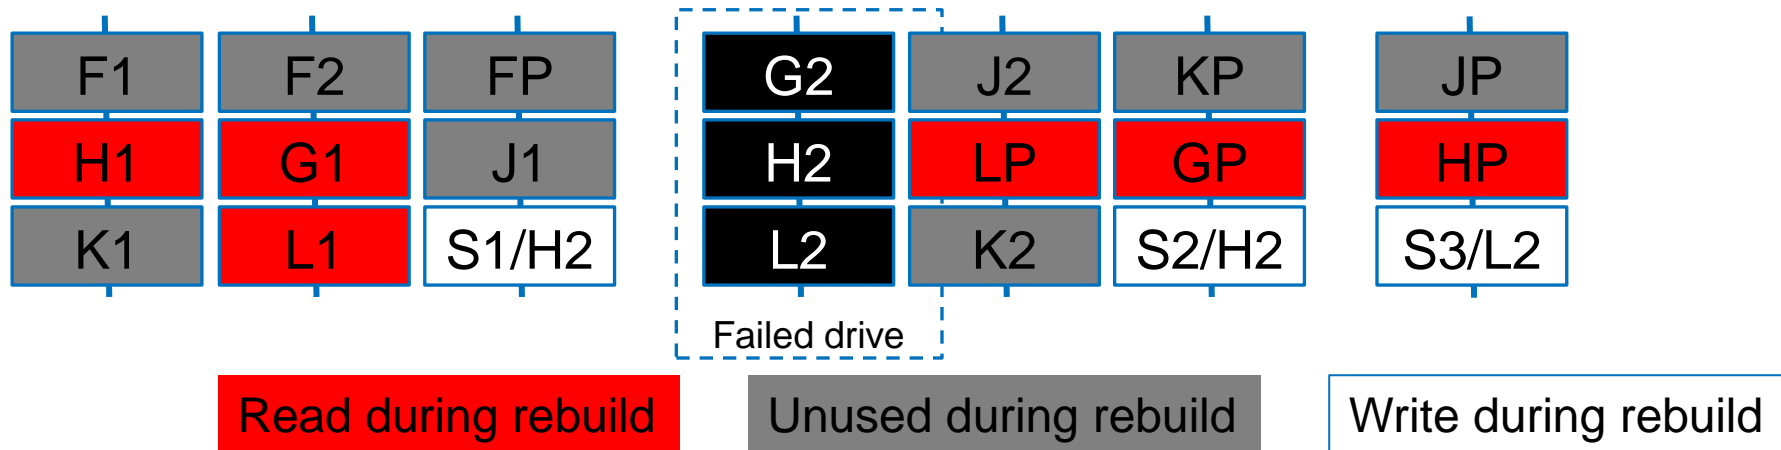 F1 F2 FP G2 J2 KP JP
H1 G1 J1 H2 LP GP HP
K1 L1 S1/H2 L2 K2 S2/H2 S3/L2
Failed drive
Read during rebuild Unused during rebuild Write during rebuild